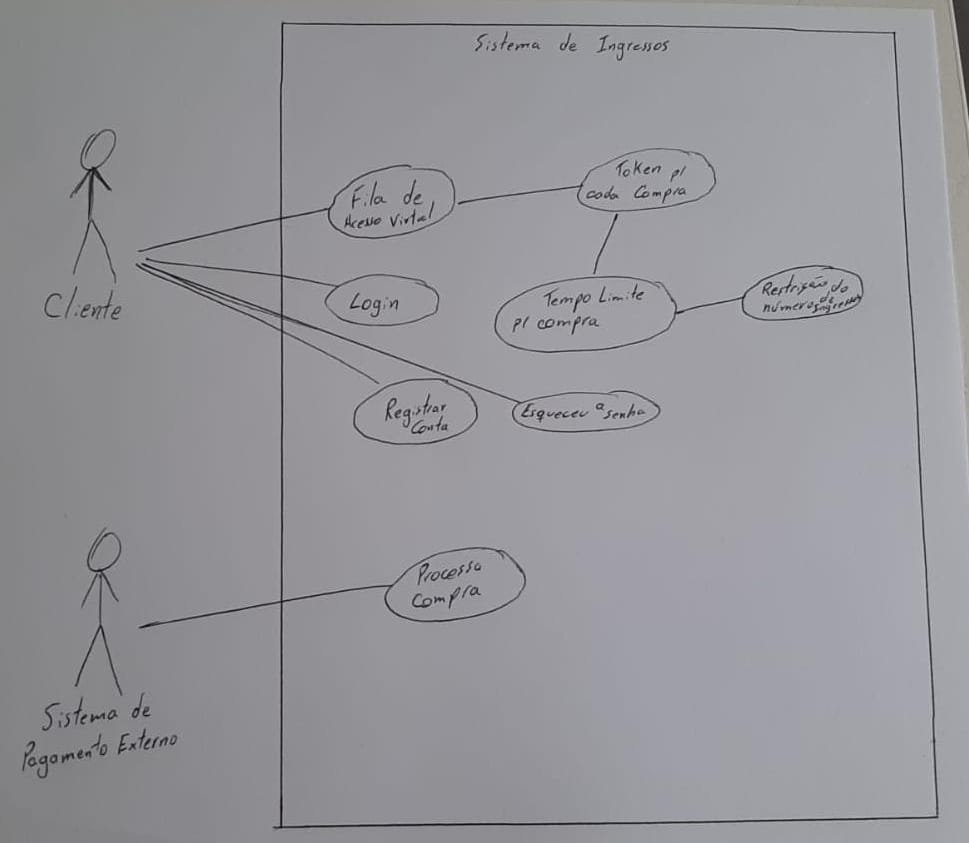 Sistema de Ingressos
Fila de
Acesso Virtual
Token p/
cada Compra
Cliente
Login
Tempo Limite
p/ compra
Restrição do
número de
ingressos
Registrar
Conta
Esqueceu a senha
Processa
Compra
Sistema de
Pagamento Externo